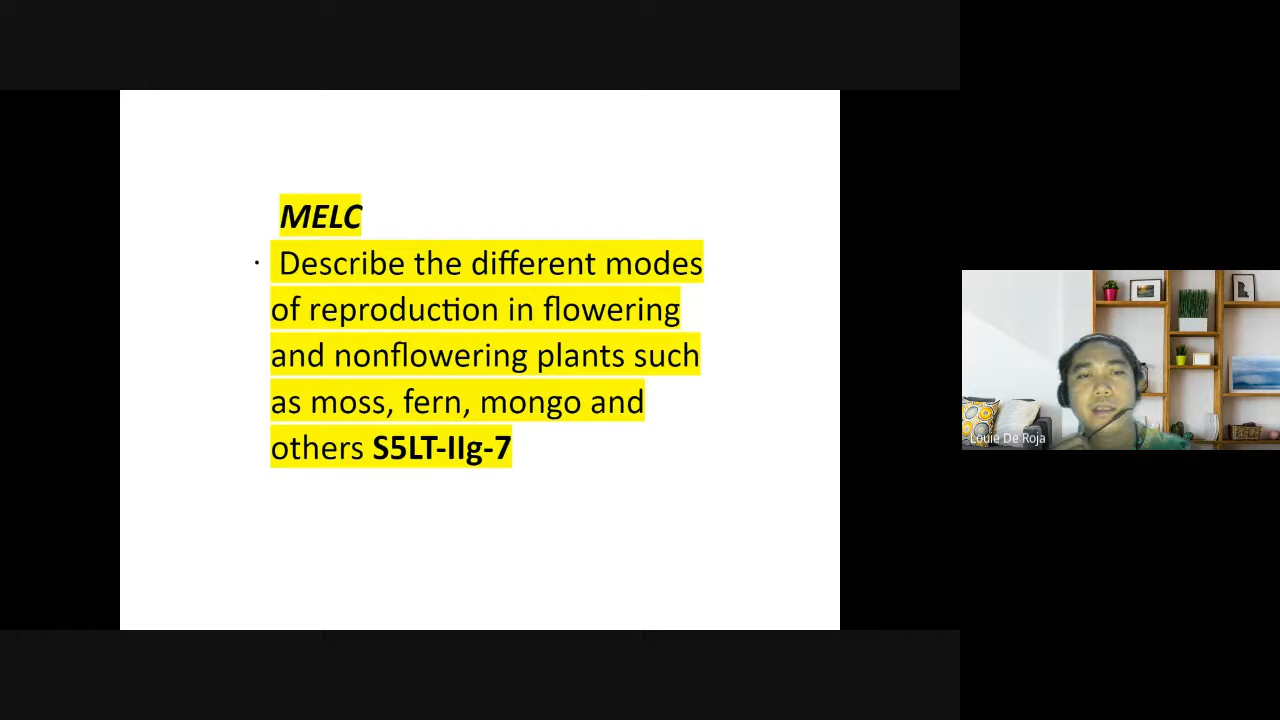 MELC
· Describe the different modes
of reproduction in flowering
and nonflowering plants such
as moss, fern, mongo and
others S5LT-IIg-7
Louie De Roja